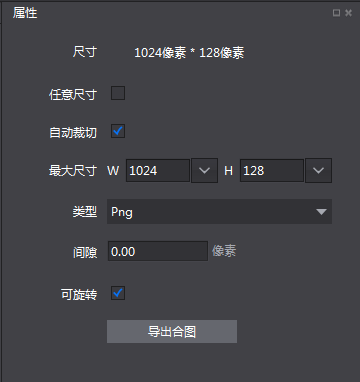 属性
尺寸 1024像素 * 128像素
任意尺寸
自动裁切
最大尺寸 W 1024 H 128
类型 Png
间隙 0.00 像素
可旋转
导出合图